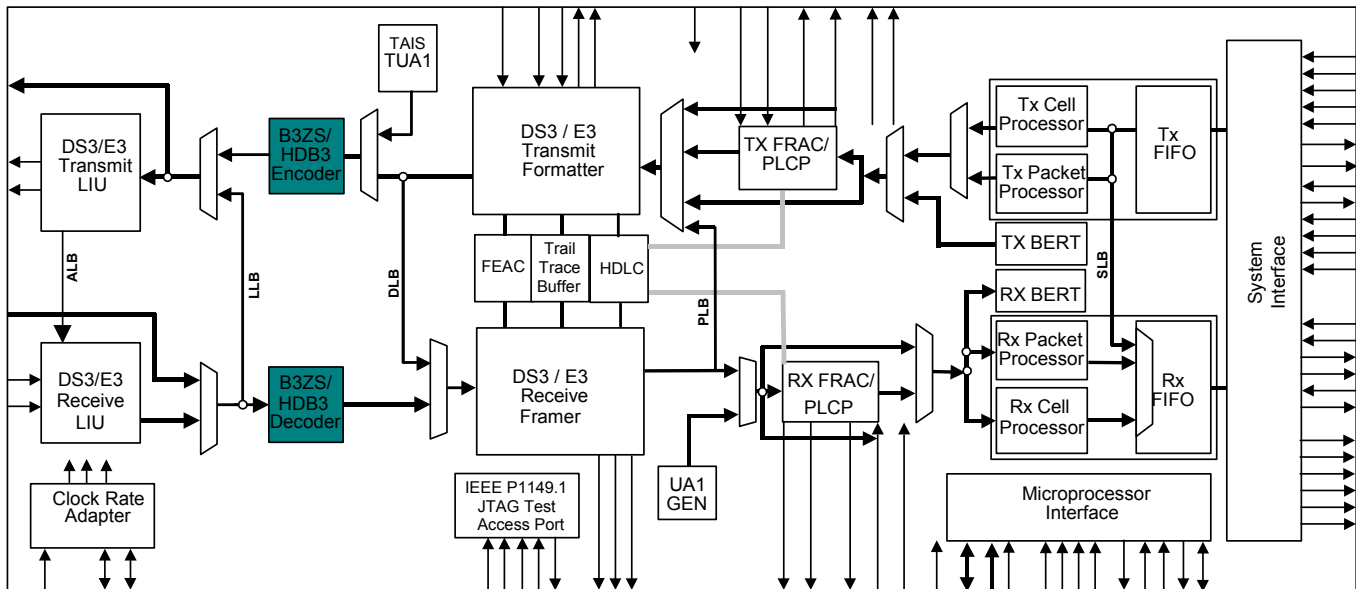 TAIS
TUA1
DS3/E3
Transmit
LIU
B3ZS/
HDB3
Encoder
DS3 / E3
Transmit
Formatter
TX FRAC/
PLCP
Tx Cell
Processor
Tx Packet
Processor
Tx
FIFO
TX BERT
RX BERT
System
Interface
FEAC
Trail
Trace
Buffer
HDLC
ALB
LLB
DLB
PLB
SLB
DS3/E3
Receive
LIU
B3ZS/
HDB3
Decoder
DS3 / E3
Receive
Framer
RX FRAC/
PLCP
Rx Packet
Processor
Rx Cell
Processor
Rx
FIFO
Clock Rate
Adapter
IEEE P1149.1
JTAG Test
Access Port
UA1
GEN
Microprocessor
Interface